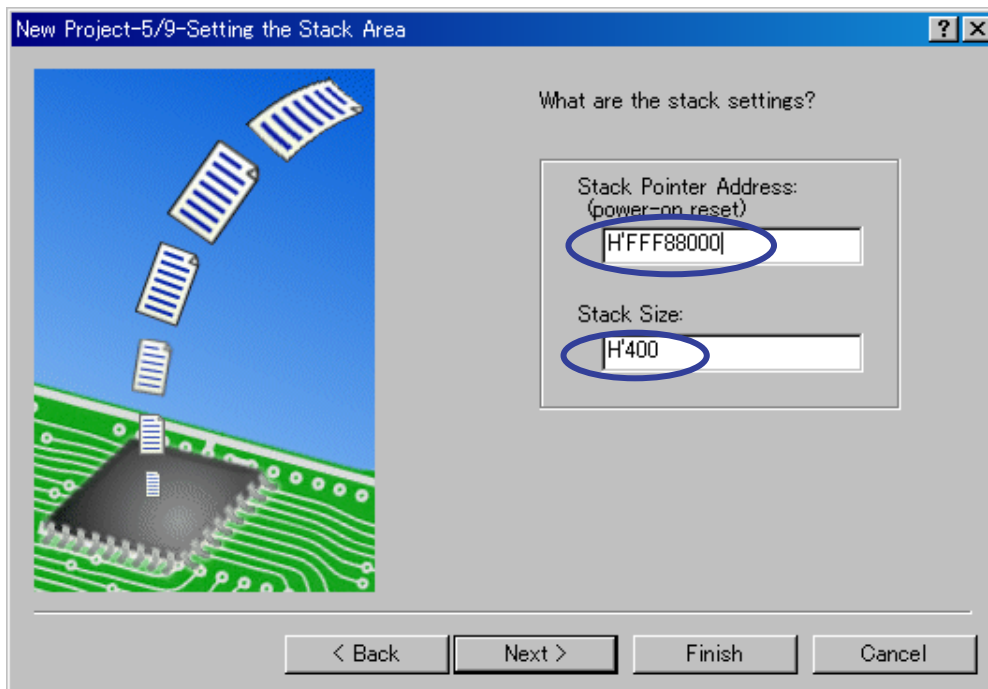 New Project-5/9-Setting the Stack Area
What are the stack settings?
Stack Pointer Address:
(power-on reset)
H'FFF88000
Stack Size:
H'400
< Back
Next >
Finish
Cancel